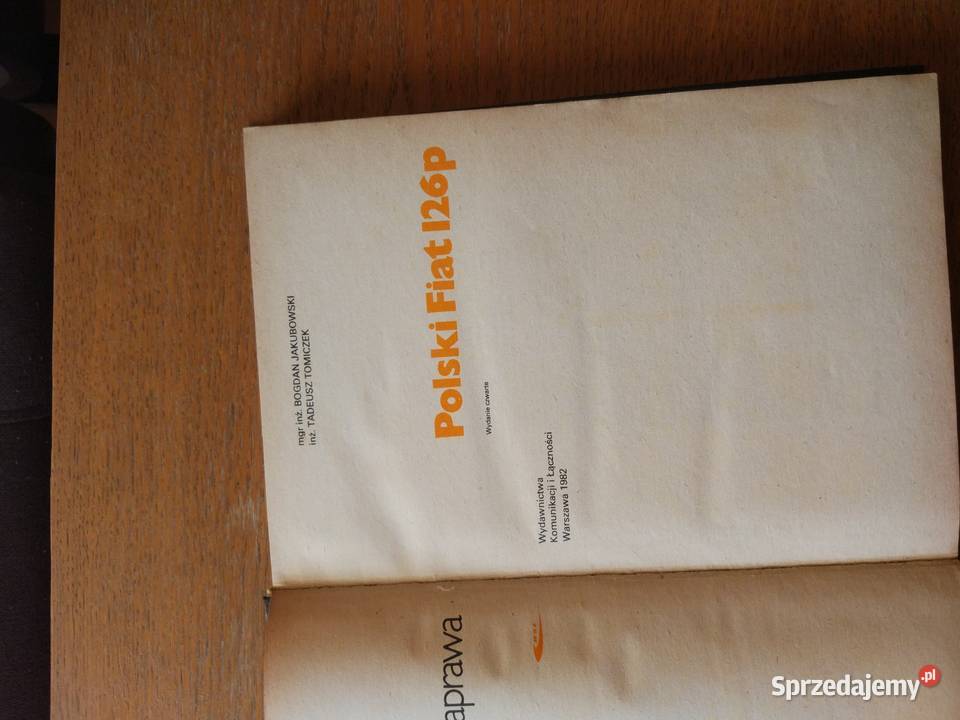 aprawa
mgr inż. BOGDAN JAKUBOWSKI
inż. TADEUSZ TOMICZEK
Polski Fiat 126p
Wydanie czwarte
Wydawnictwa
Komunikacji i Łączności
Warszawa 1982
Sprzedajemy.pl